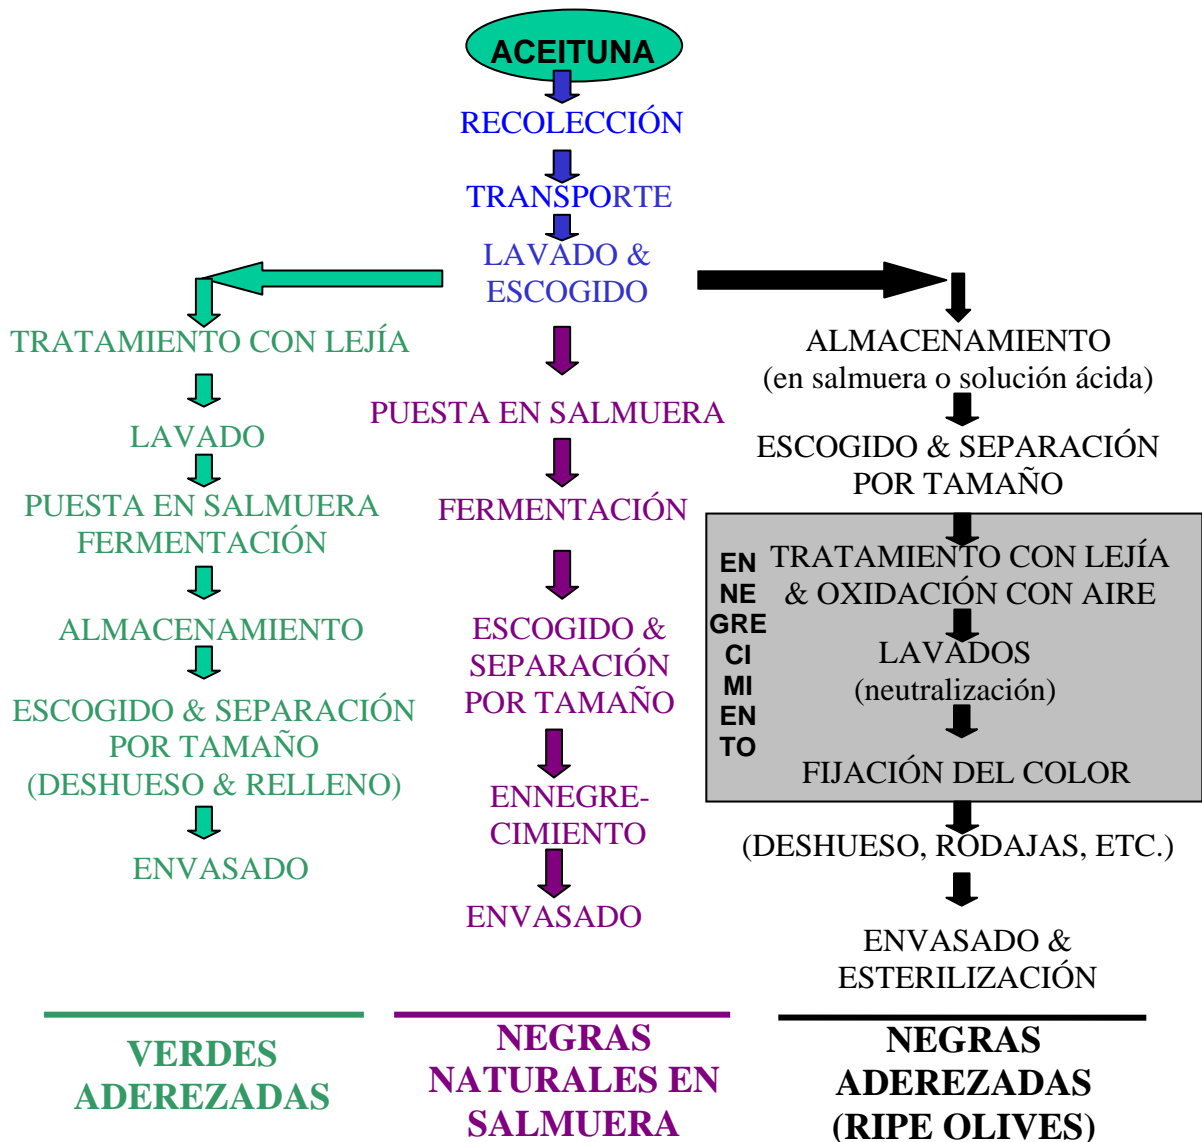 ACEITUNA
RECOLECCIÓN
TRANSPORTE
LAVADO &
ESCOGIDO
TRATAMIENTO CON LEJÍA
LAVADO
PUESTA EN SALMUERA
FERMENTACIÓN
ALMACENAMIENTO
ESCOGIDO & SEPARACIÓN
POR TAMAÑO
(DESHUESO & RELLENO)
ENVASADO
VERDES
ADEREZADAS
PUESTA EN SALMUERA
FERMENTACIÓN
ESCOGIDO &
SEPARACIÓN
POR TAMAÑO
ENNEGRE-
CIMIENTO
ENVASADO
NEGRAS
NATURALES EN
SALMUERA
ALMACENAMIENTO
(en salmuera o solución ácida)
ESCOGIDO & SEPARACIÓN
POR TAMAÑO
EN
NE
GRE
CI
MI
EN
TO
TRATAMIENTO CON LEJÍA
& OXIDACIÓN CON AIRE
LAVADOS
(neutralización)
FIJACIÓN DEL COLOR
(DESHUESO, RODAJAS, ETC.)
ENVASADO &
ESTERILIZACIÓN
NEGRAS
ADEREZADAS
(RIPE OLIVES)